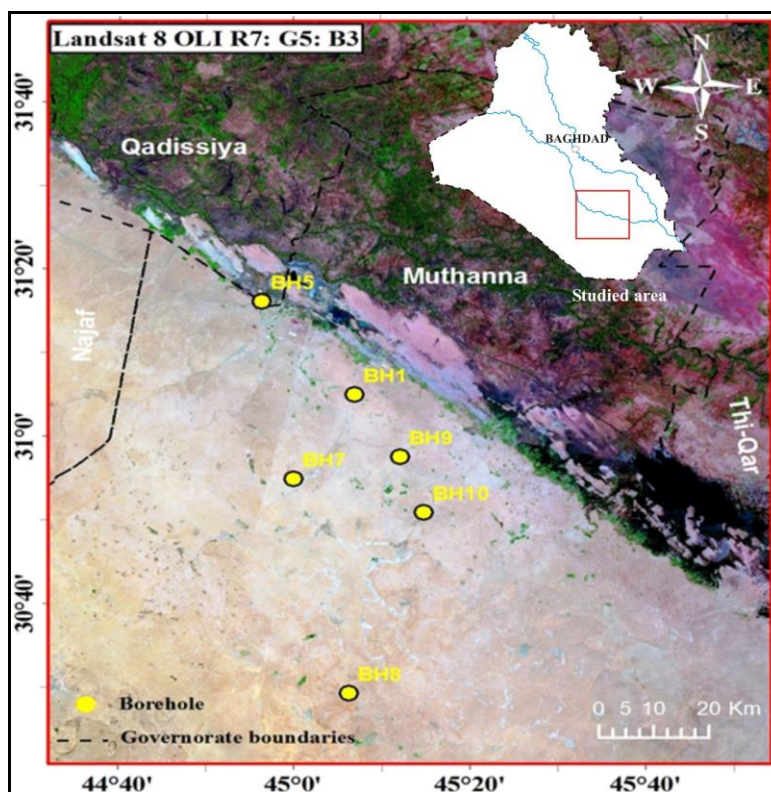 Landsat 8 OLI R7: G5: B3
N
W E
S
BAGHDAD
Studied area
Qadissiya
Muthanna
Najaf
Thi-Qar
BH5
BH1
BH9
BH7
BH10
BH8
Borehole
Governorate boundaries
0 5 10 20 Km
31°40'
31°20'
31°0'
30°40'
44°40' 45°0' 45°20' 45°40'